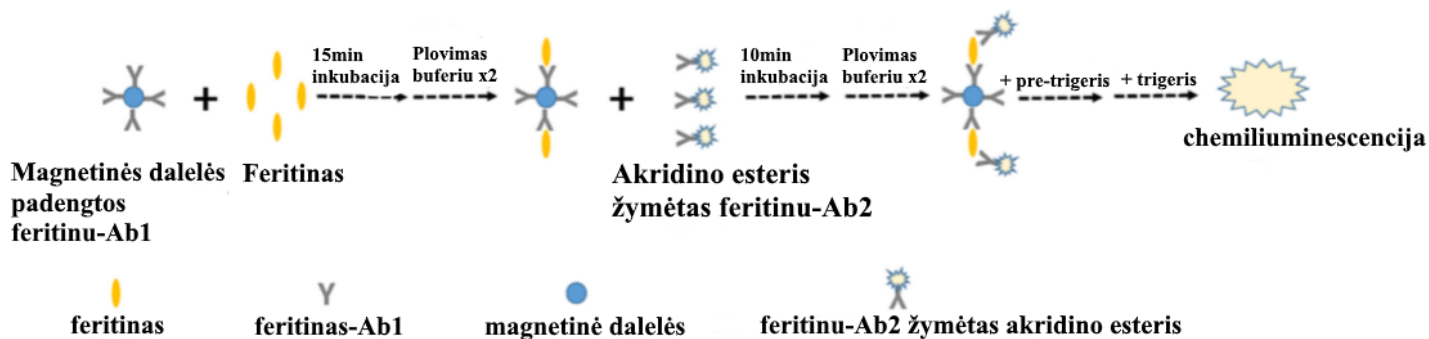 15min
inkubacija
Plovimas
buferiu x2
10min
inkubacija
Plovimas
buferiu x2
+ pre-trigeris
+ trigeris
+
+
chemiliuminescencija
Magnetinės dalelės
padengtos
feritinu-Ab1
Feritinas
Akridino esteris
žymėtas feritinu-Ab2
feritinas
feritinas-Ab1
magnetinė dalelės
feritinu-Ab2 žymėtas akridino esteris